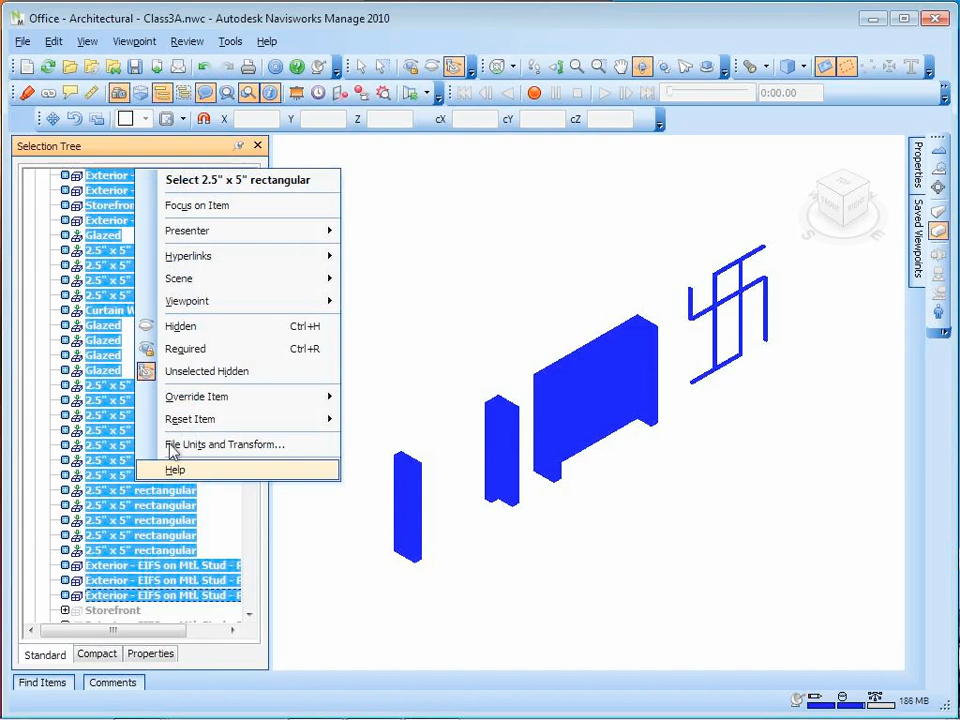 Office - Architectural - Class3A.nwc - Autodesk Navisworks Manage 2010
File Edit View Viewpoint Review Tools Help
0:00.00
X Y Z cX cY cZ
Selection Tree
Exterior -
Exterior -
Storefron
Exterior -
Glazed
2.5" x 5"
2.5" x 5"
2.5" x 5"
2.5" x 5"
Curtain W
Glazed
Glazed
Glazed
Glazed
2.5" x 5"
2.5" x 5"
2.5" x 5"
2.5" x 5"
2.5" x 5"
2.5" x 5"
2.5" x 5"
2.5" x 5" rectangular
2.5" x 5" rectangular
2.5" x 5" rectangular
2.5" x 5" rectangular
2.5" x 5" rectangular
Exterior - EIFS on Mtl. Stud - F
Exterior - EIFS on Mtl. Stud - F
Exterior - EIFS on Mtl. Stud - F
Storefront
Select 2.5" x 5" rectangular
Focus on Item
Presenter
Hyperlinks
Scene
Viewpoint
Hidden Ctrl+H
Required Ctrl+R
Unselected Hidden
Override Item
Reset Item
File Units and Transform...
Help
Standard Compact Properties
Find Items Comments
Properties
Saved Viewpoints
TOP
FRONT
RIGHT
S
E
186 MB